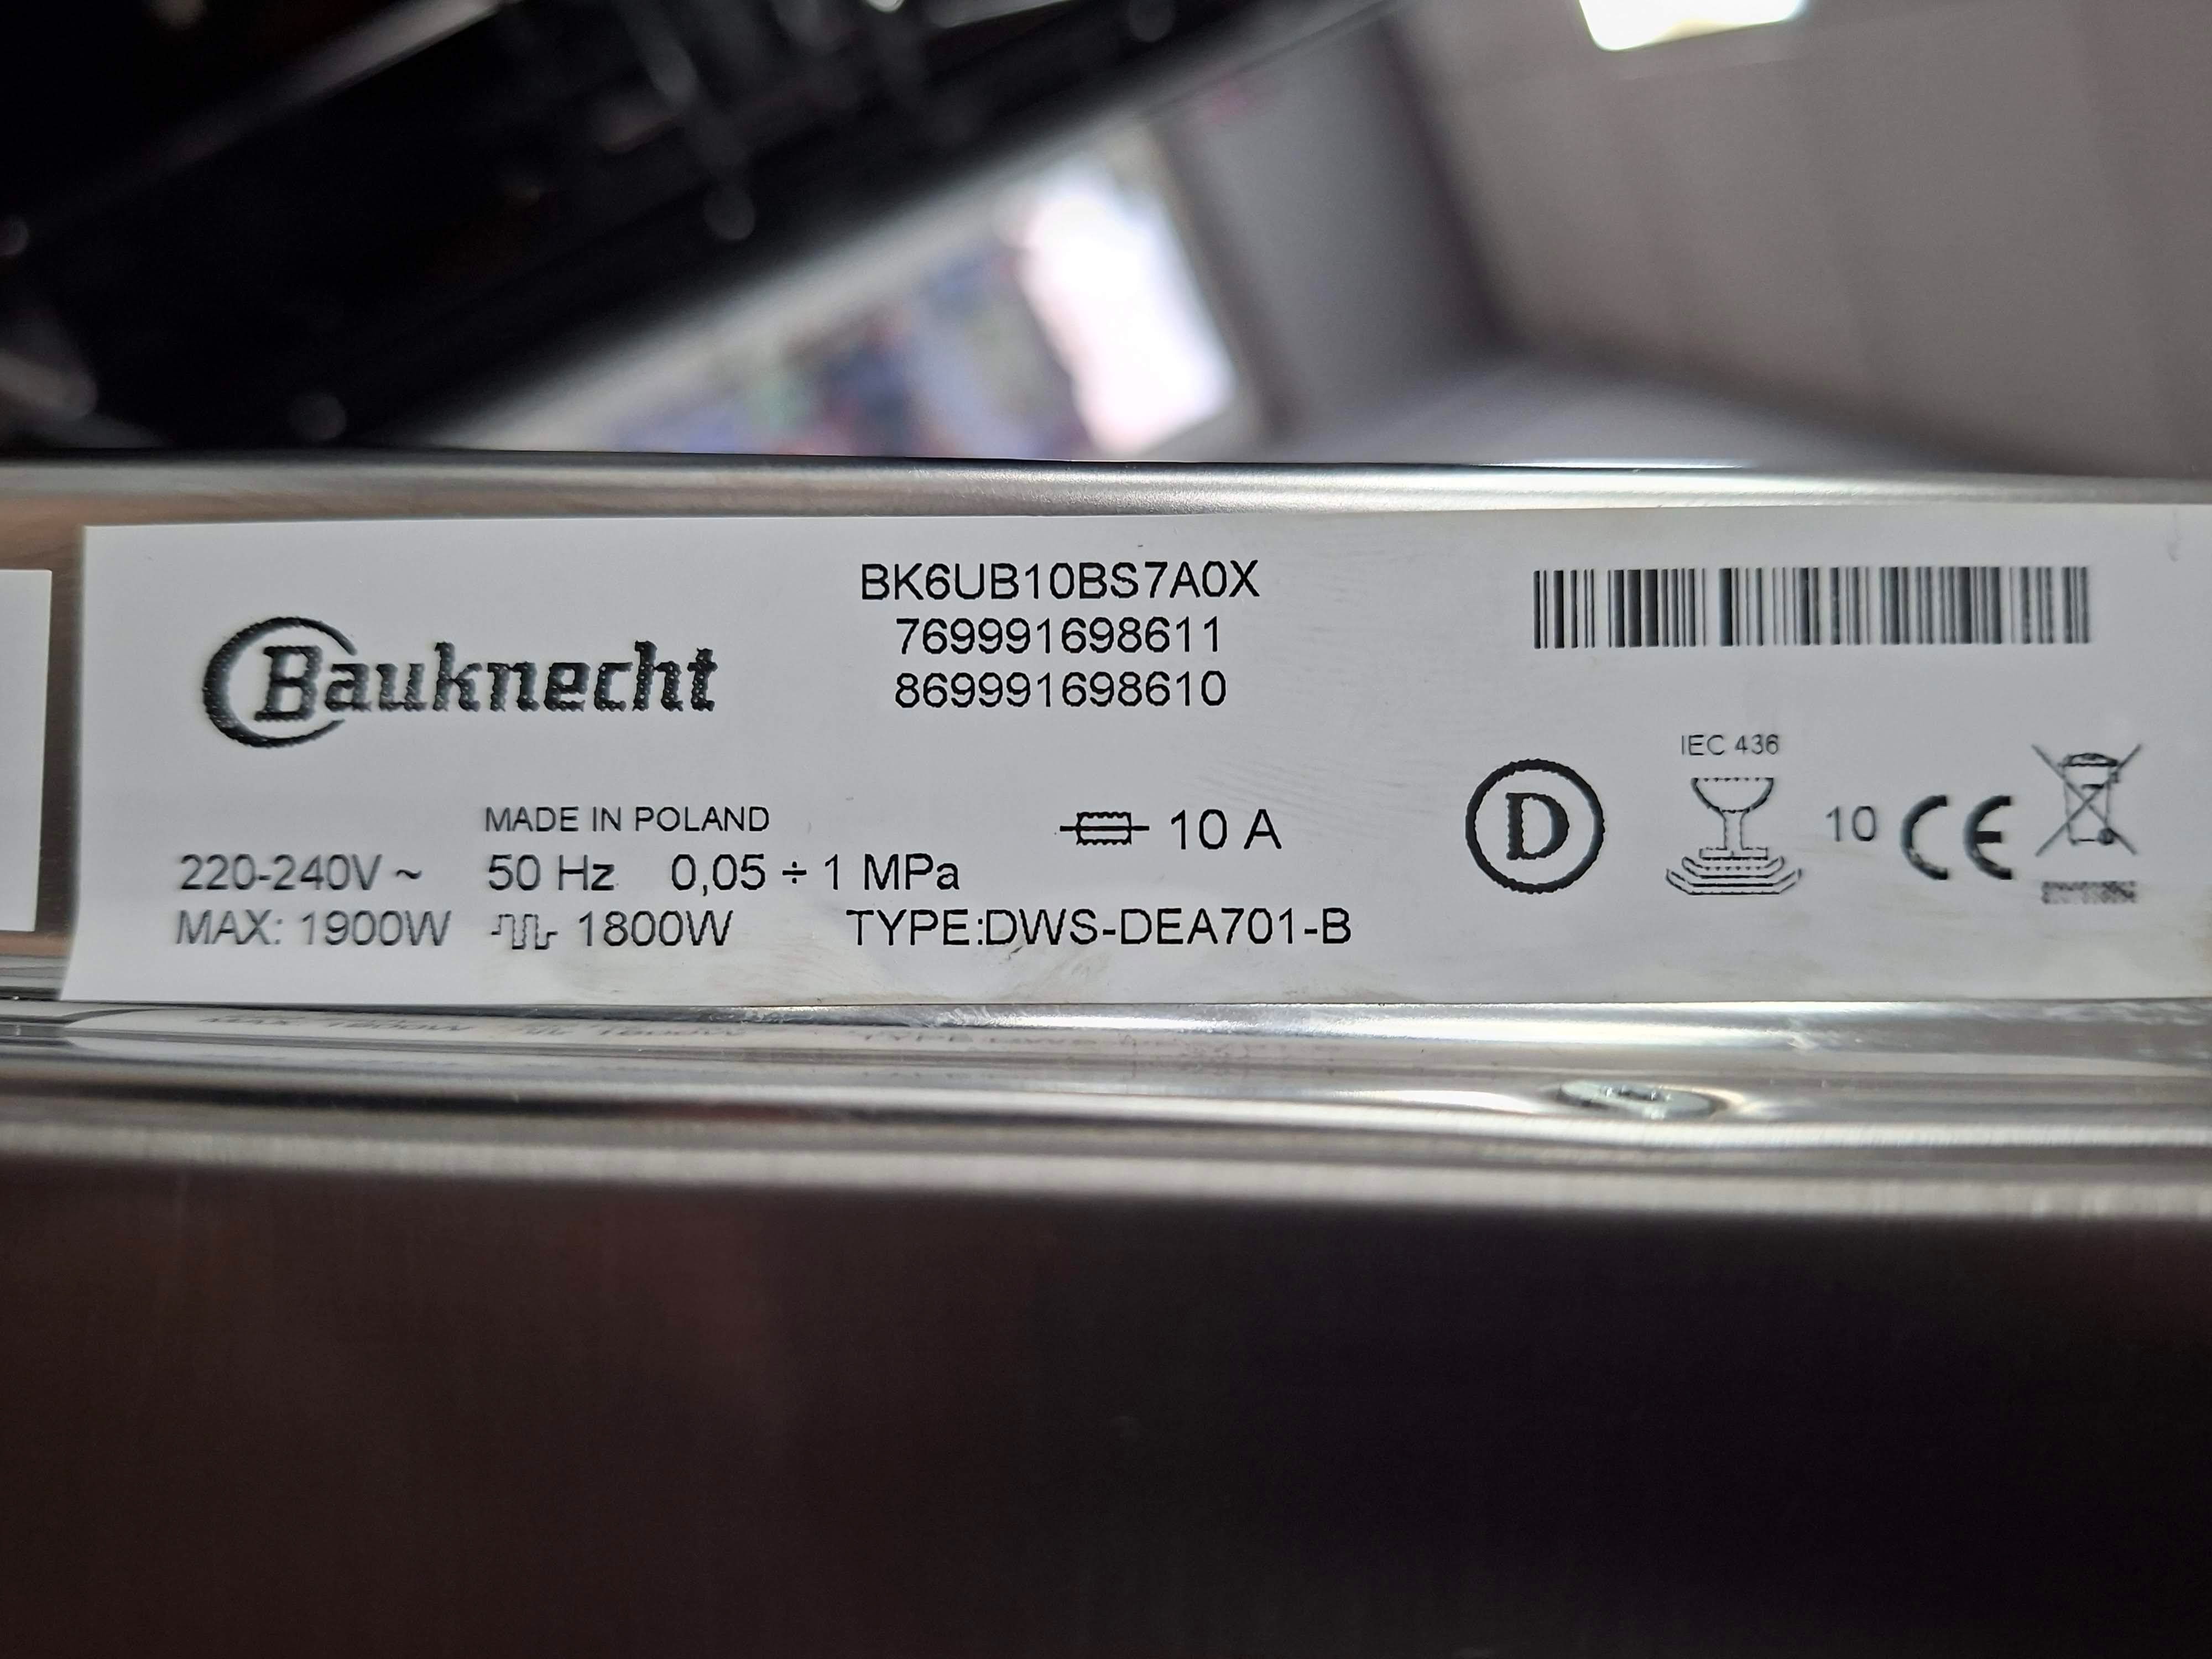 BK6UB10BS7A0X
769991698611
869991698610
Bauknecht
IEC 436
MADE IN POLAND
10 A
D
10
CE
220-240V ~ 50 Hz 0,05 ÷ 1 MPa
MAX: 1900W 1800W TYPE:DWS-DEA701-B